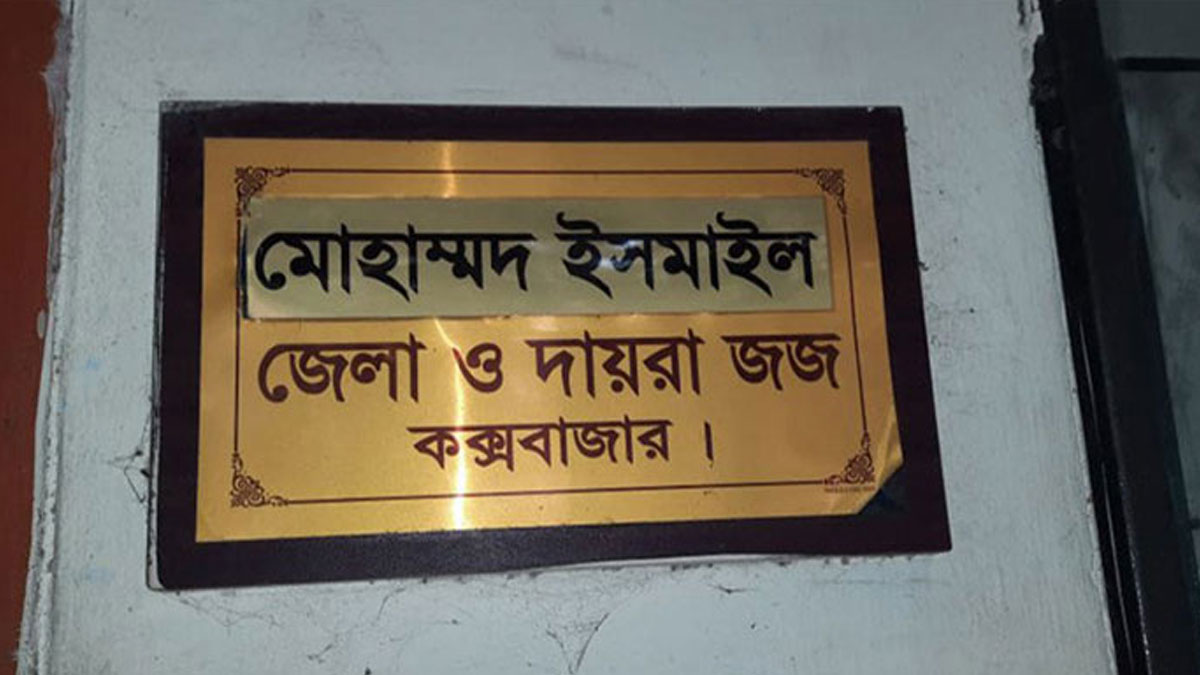 মোহাম্মদ ইসমাইল
জেলা ও দায়রা জজ
কক্সবাজার ।